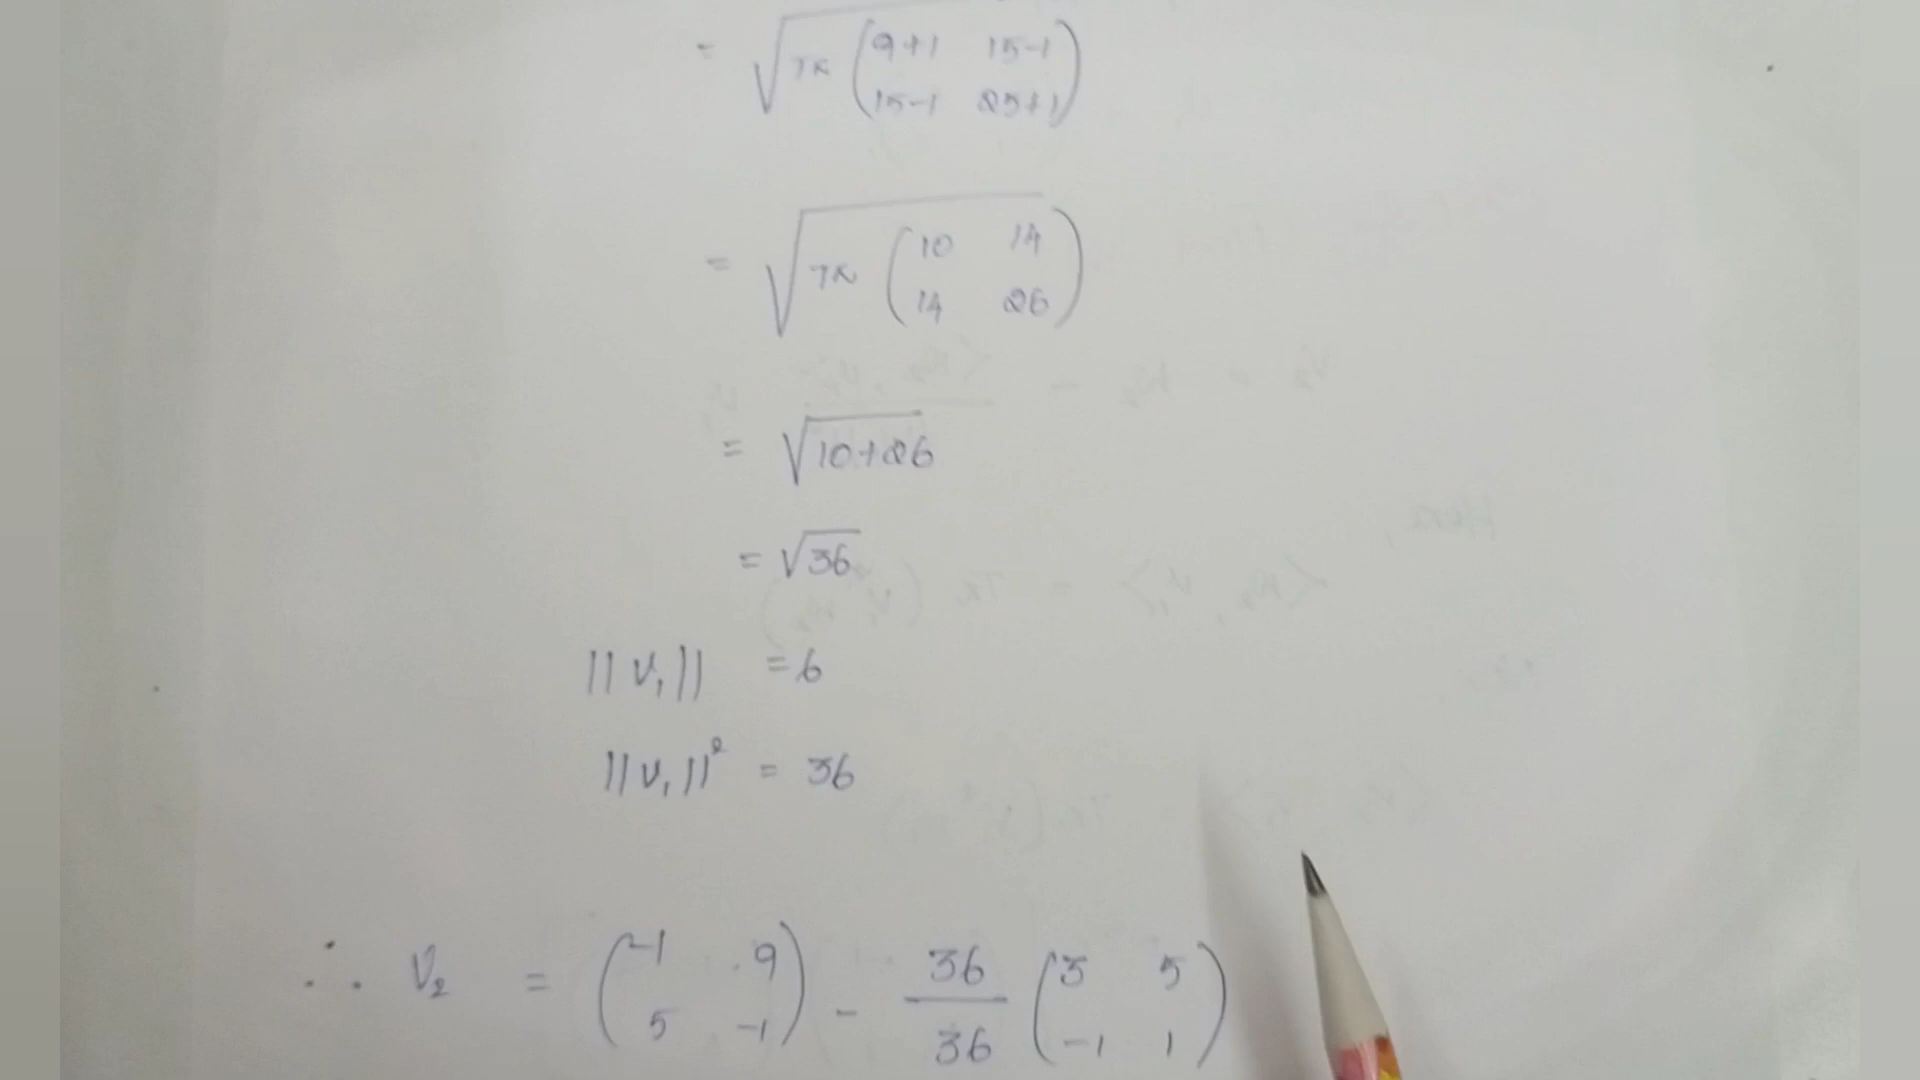 = √ Tr ( 9+1 15-1
15-1 25+1 )
= √ Tr ( 10 14
14 26 )
= √ 10+26
= √36
||v₁|| = 6
||v₁||² = 36
∴ V₂ = ( -1 9
5 -1 ) - 36/36 ( 3 5
-1 1 )